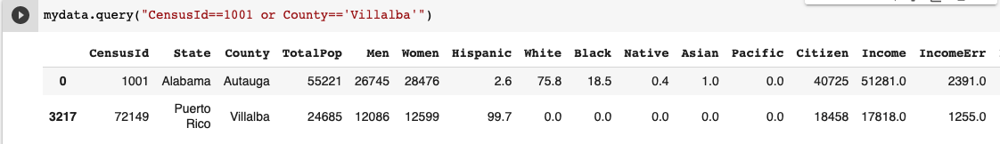 mydata.query("CensusId==1001 or County=='Villalba'")
CensusId State County TotalPop Men Women Hispanic White Black Native Asian Pacific Citizen Income IncomeErr
0 1001 Alabama Autauga 55221 26745 28476 2.6 75.8 18.5 0.4 1.0 0.0 40725 51281.0 2391.0
3217 72149 Puerto Rico Villalba 24685 12086 12599 99.7 0.0 0.0 0.0 0.0 0.0 18458 17818.0 1255.0